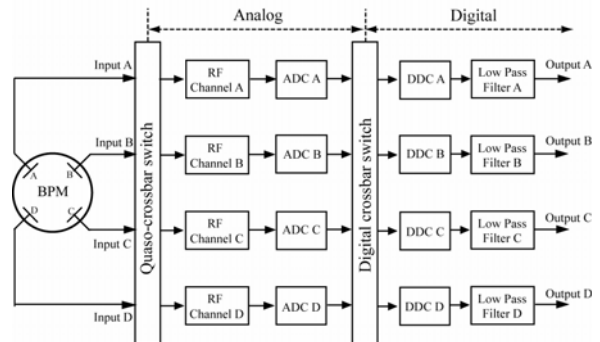 Analog
Digital
Input A
RF
Channel A
ADC A
DDC A
Low Pass
Filter A
Output A
Input B
RF
Channel B
ADC B
DDC B
Low Pass
Filter B
Output B
A
B
BPM
D
C
Quaso-crossbar switch
Digital crossbar switch
Input C
RF
Channel C
ADC C
DDC C
Low Pass
Filter C
Output C
Input D
RF
Channel D
ADC D
DDC D
Low Pass
Filter D
Output D